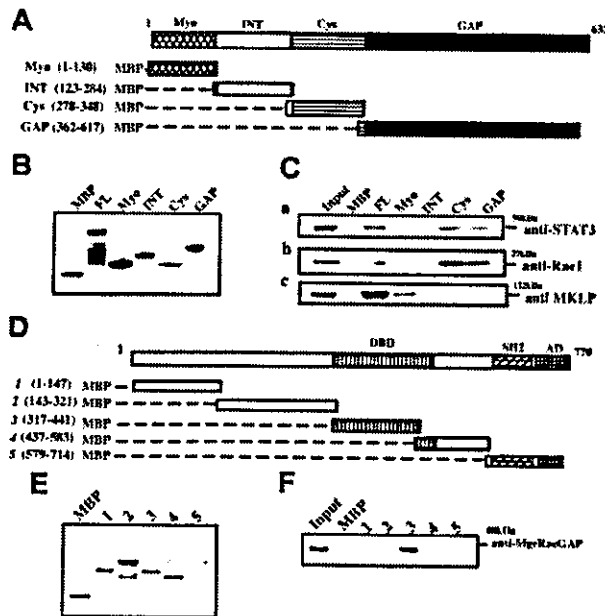 A
1 Myo INT Cys GAP
Myo (1-130) MBP
INT (123-284) MBP
Cys (278-348) MBP
GAP (362-617) MBP
B
MBP FL Myo INT Cys GAP
C
Input MBP FL Myo INT Cys GAP
a
anti-STAT3
b
anti-Rac1
c
anti MKLP
D
1 DBD SH2 AD 770
1 (1-147) MBP
2 (143-321) MBP
3 (317-441) MBP
4 (437-583) MBP
5 (579-714) MBP
E
MBP 1 2 3 4 5
F
Input MBP 1 2 3 4 5
anti-MgcRacGAP